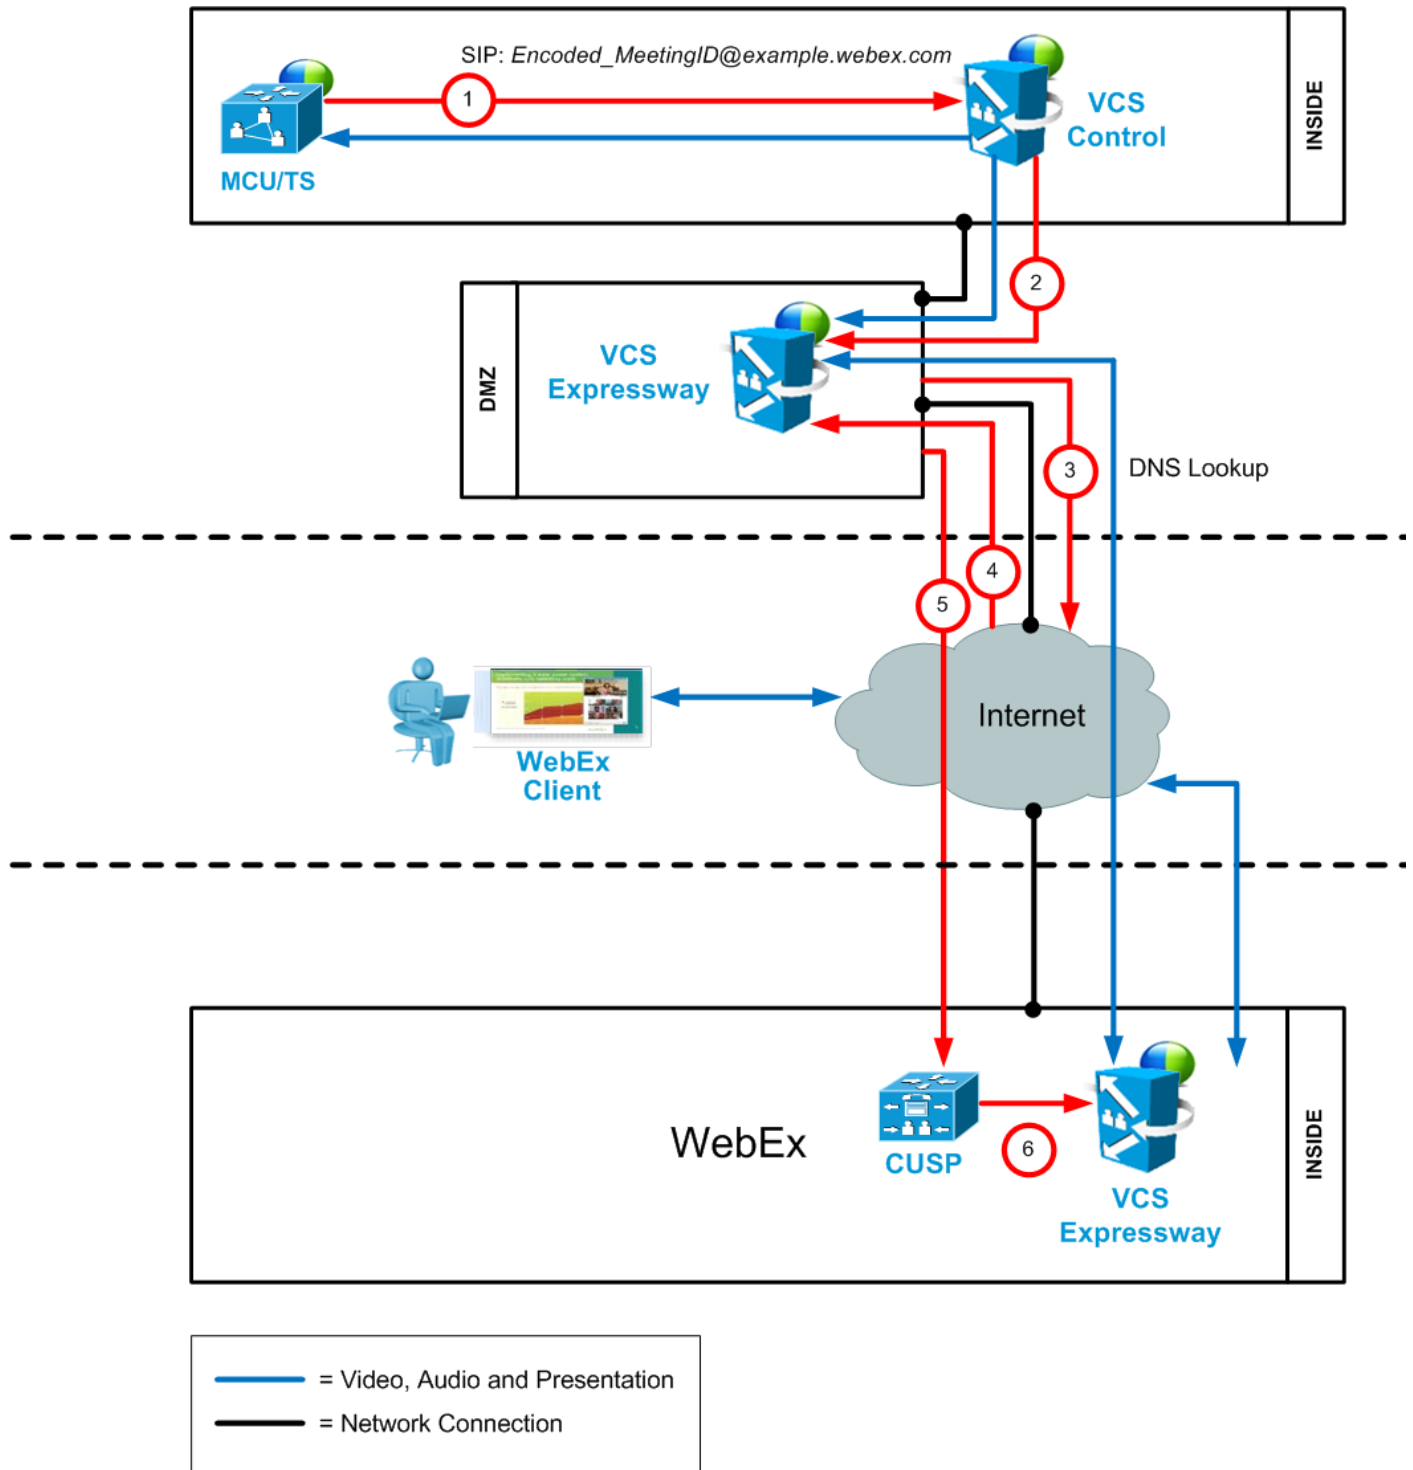 SIP: Encoded_MeetingID@example.webex.com
1
VCS
Control
MCU/TS
INSIDE
2
VCS
Expressway
DMZ
3
DNS Lookup
4
5
Internet
WebEx
Client
WebEx
CUSP
6
VCS
Expressway
INSIDE
= Video, Audio and Presentation
= Network Connection